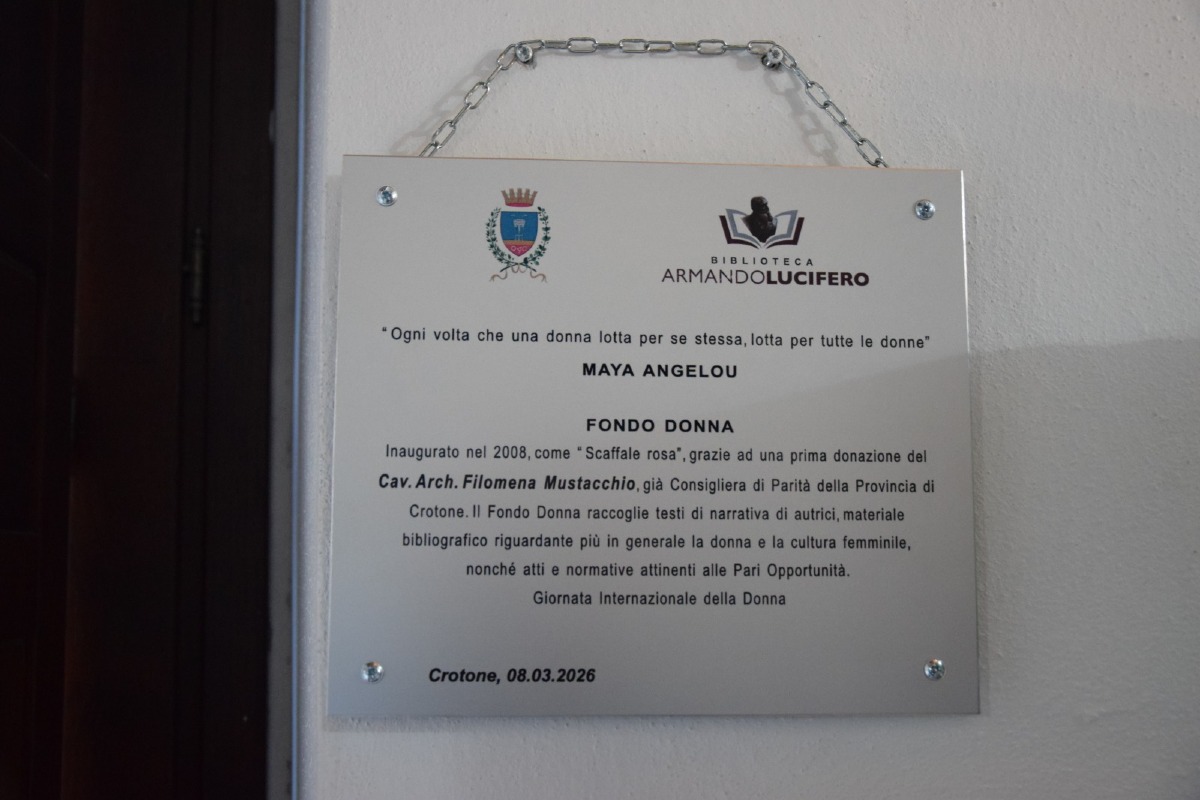 BIBLIOTECA
ARMANDOLUCIFERO
“Ogni volta che una donna lotta per se stessa, lotta per tutte le donne”
MAYA ANGELOU
FONDO DONNA
Inaugurato nel 2008, come “Scaffale rosa”, grazie ad una prima donazione del
Cav. Arch. Filomena Mustacchio, già Consigliera di Parità della Provincia di
Crotone. Il Fondo Donna raccoglie testi di narrativa di autrici, materiale
bibliografico riguardante più in generale la donna e la cultura femminile,
nonché atti e normative attinenti alle Pari Opportunità.
Giornata Internazionale della Donna
Crotone, 08.03.2026